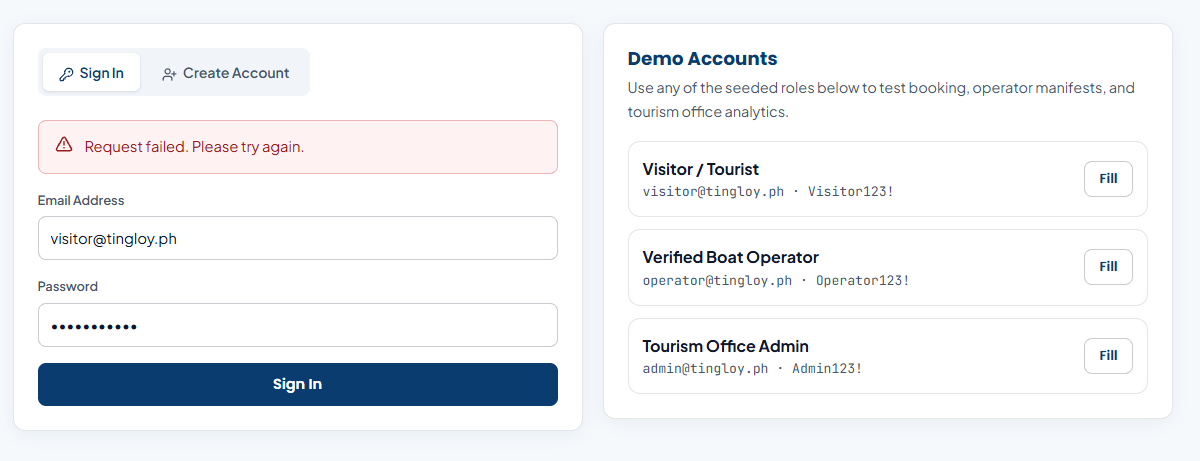 Sign In
Create Account
Request failed. Please try again.
Email Address
visitor@tingloy.ph
Password
•••••••••••
Sign In
Demo Accounts
Use any of the seeded roles below to test booking, operator manifests, and
tourism office analytics.
Visitor / Tourist
visitor@tingloy.ph · Visitor123!
Fill
Verified Boat Operator
operator@tingloy.ph · Operator123!
Fill
Tourism Office Admin
admin@tingloy.ph · Admin123!
Fill